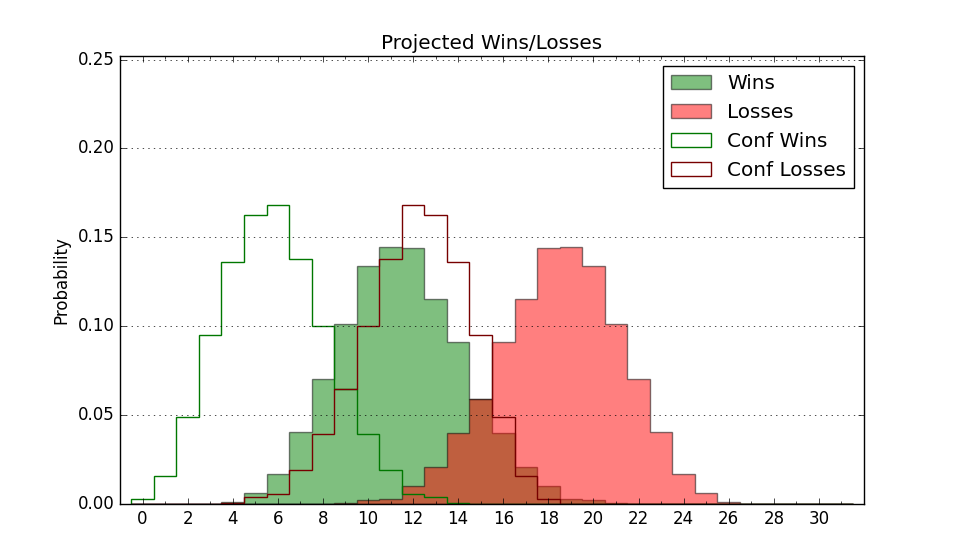 Projected Wins/Losses
0.25
0.20
0.15
0.10
0.05
0.00
Probability
Wins
Losses
Conf Wins
Conf Losses
0 2 4 6 8 10 12 14 16 18 20 22 24 26 28 30